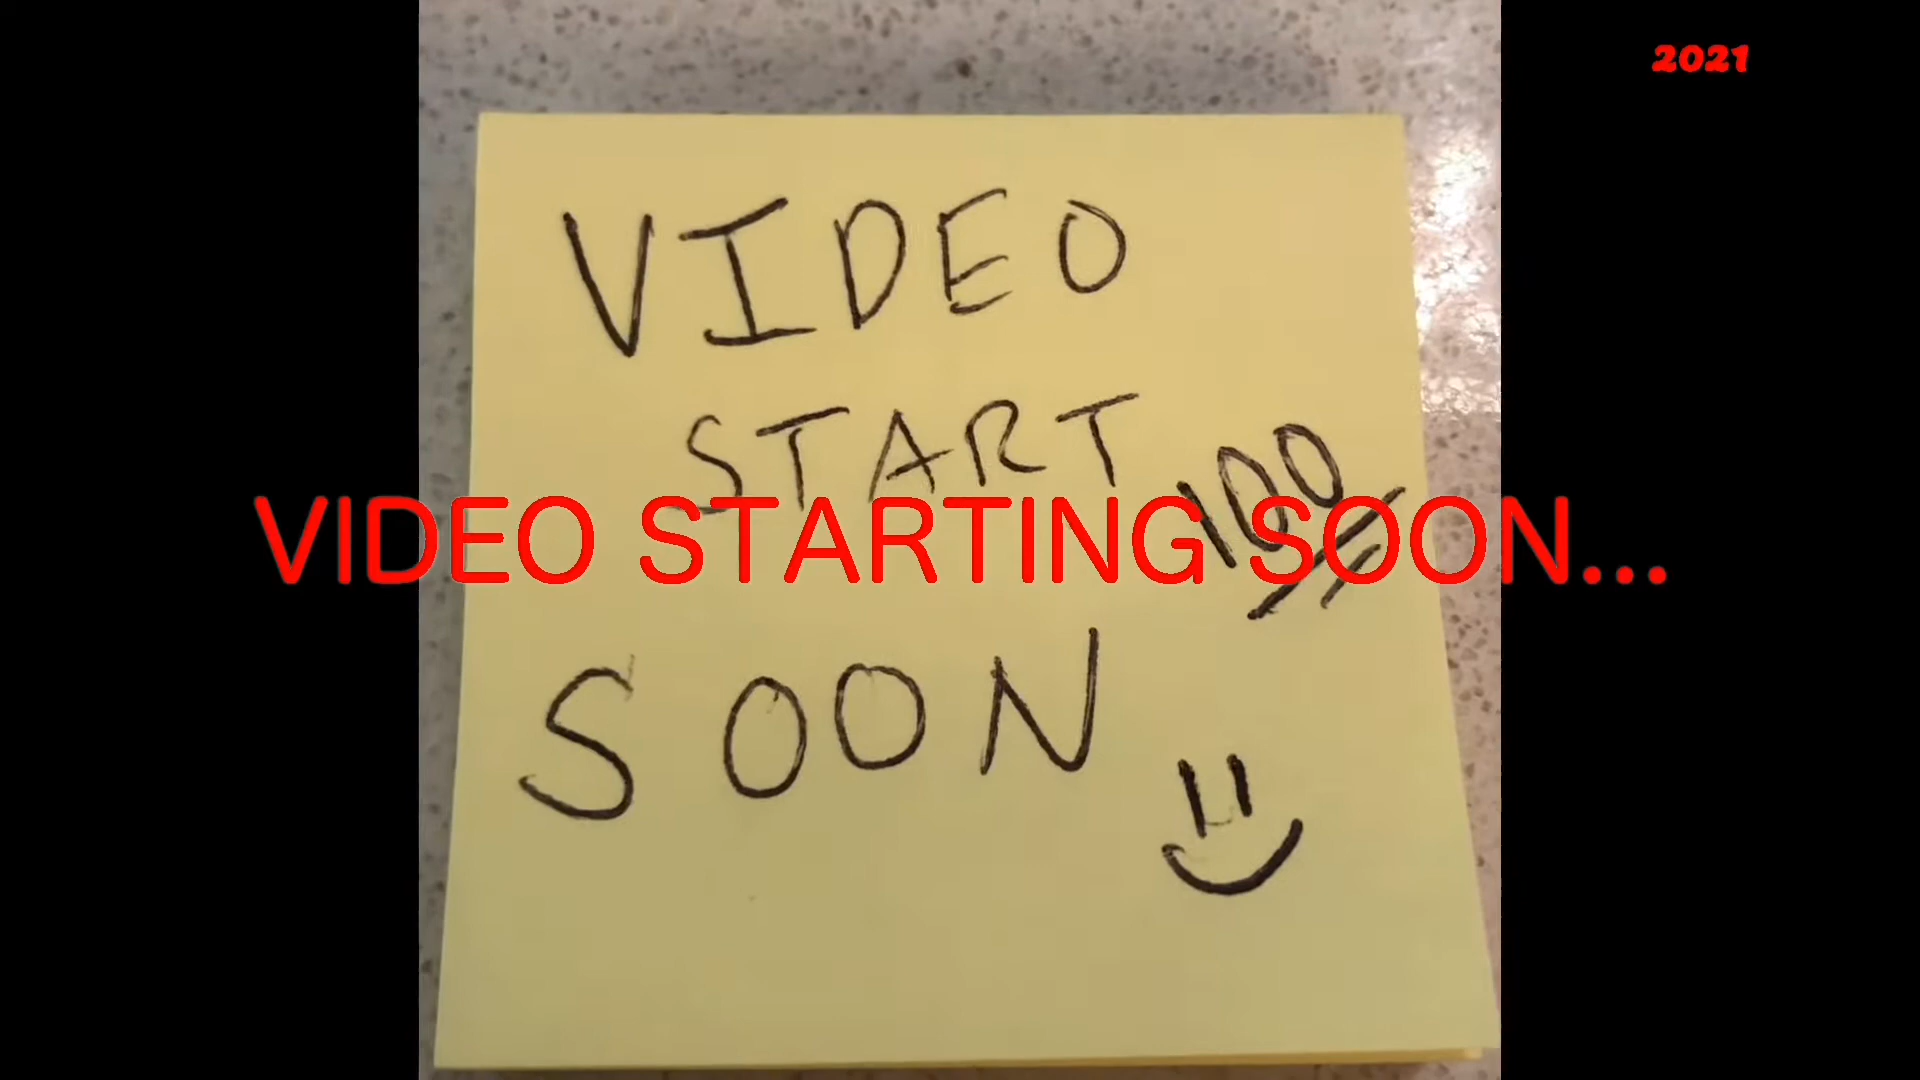 2021
VIDEO
START
100
VIDEO STARTING SOON...
SOON